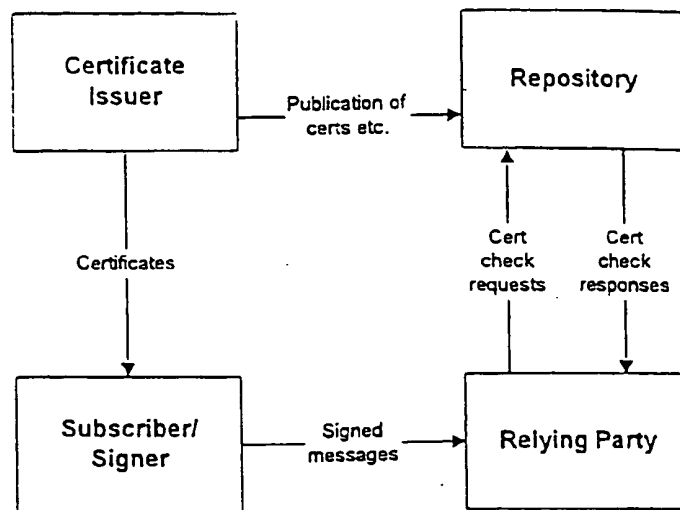 Certificate
Issuer
Publication of
certs etc.
Repository
Certificates
Cert
check
requests
Cert
check
responses
Subscriber/
Signer
Signed
messages
Relying Party